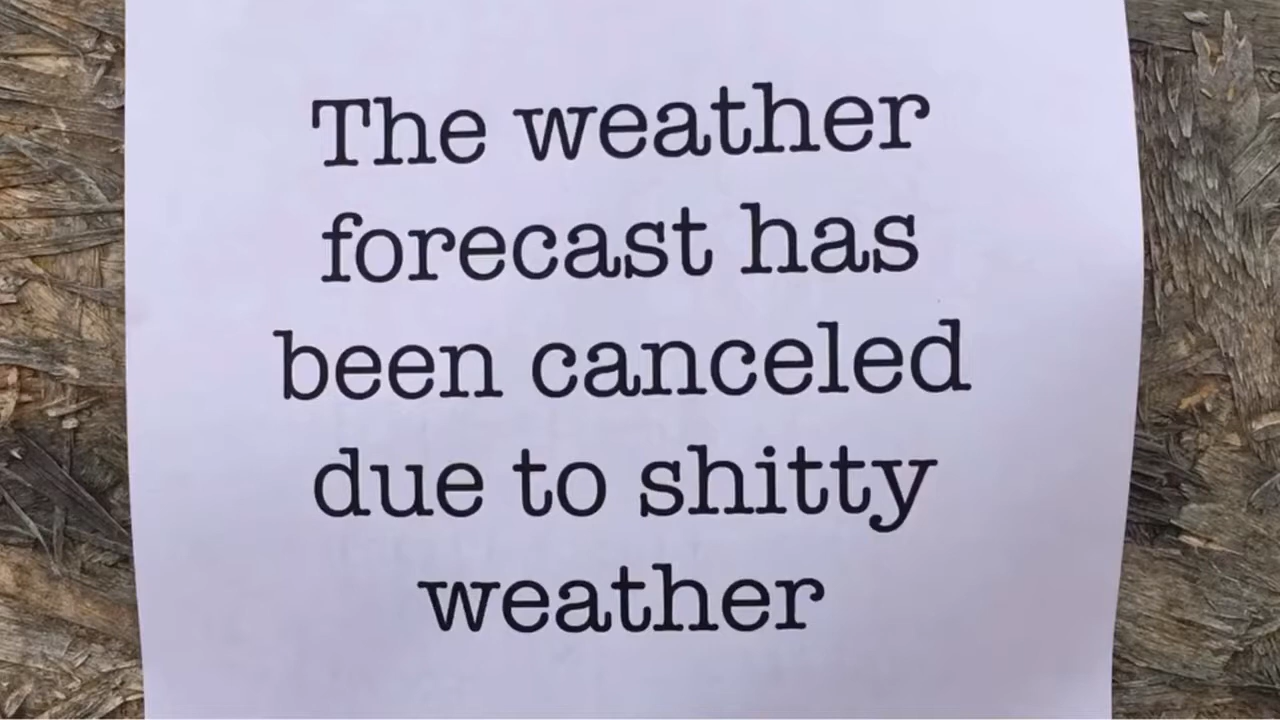 The weather
forecast has
been canceled
due to shitty
weather